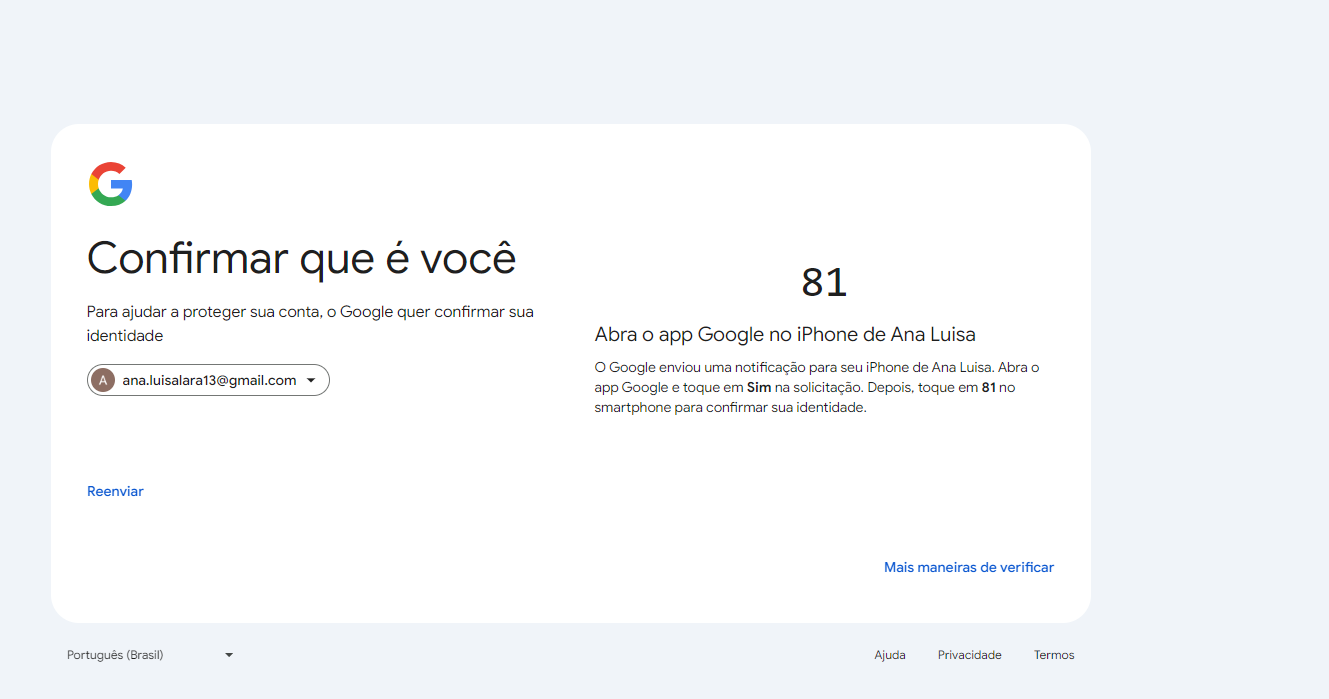 Confirmar que é você
Para ajudar a proteger sua conta, o Google quer confirmar sua
identidade
A ana.luisalara13@gmail.com
Reenviar
81
Abra o app Google no iPhone de Ana Luisa
O Google enviou uma notificação para seu iPhone de Ana Luisa. Abra o
app Google e toque em Sim na solicitação. Depois, toque em 81 no
smartphone para confirmar sua identidade.
Mais maneiras de verificar
Português (Brasil)
Ajuda Privacidade Termos